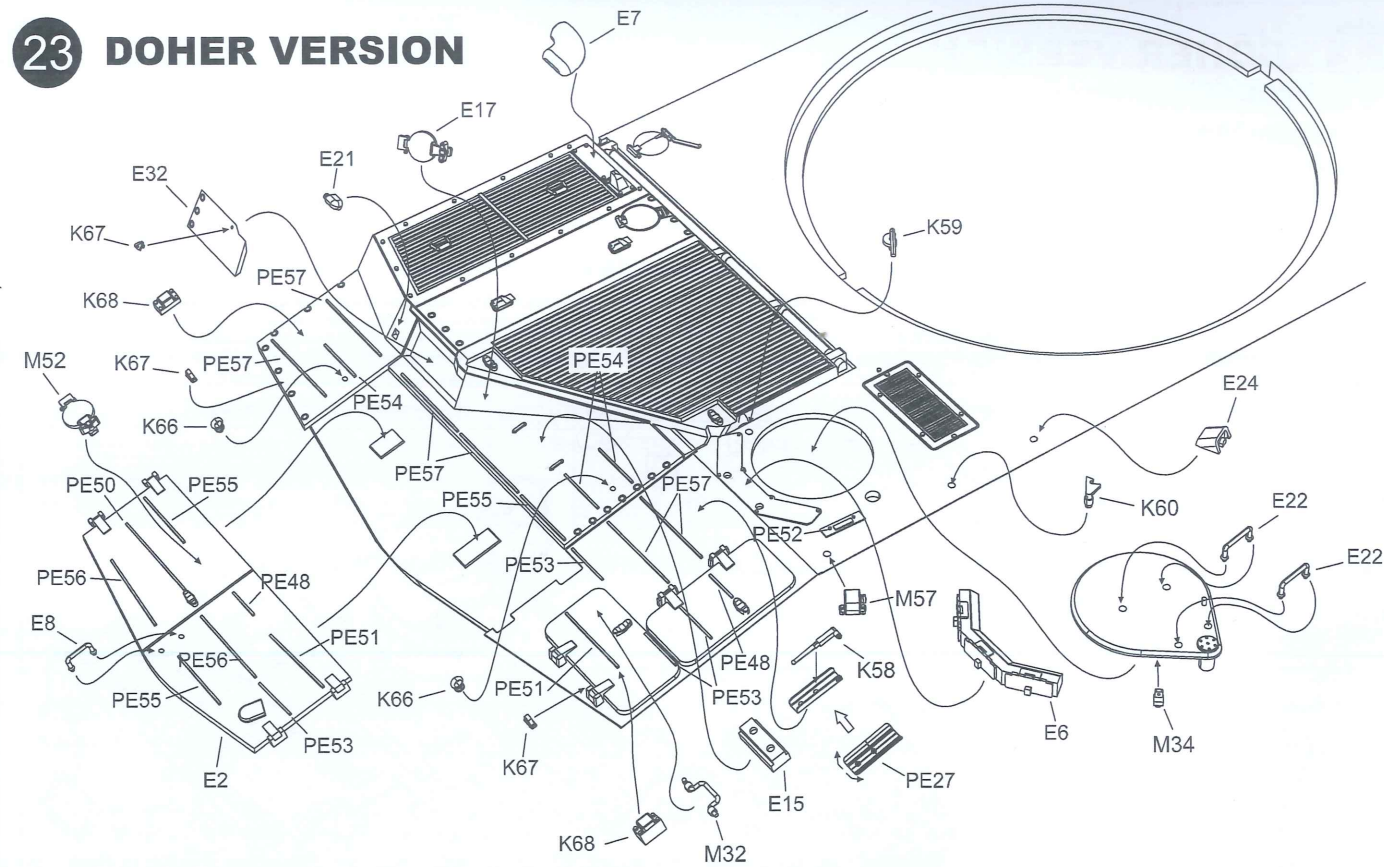 23 DOHER VERSION
E7
E17
E21
E32
K67
PE57
K59
K68
M52
K67
PE57
PE54
PE54
E24
K66
PE57
PE50
PE55
PE55
PE57
K60
E22
PE52
E22
PE56
PE48
PE53
M57
E8
PE51
PE56
K58
PE48
PE55
K66
PE51
PE53
E6
M34
PE53
K67
E2
E15
PE27
K68
M32